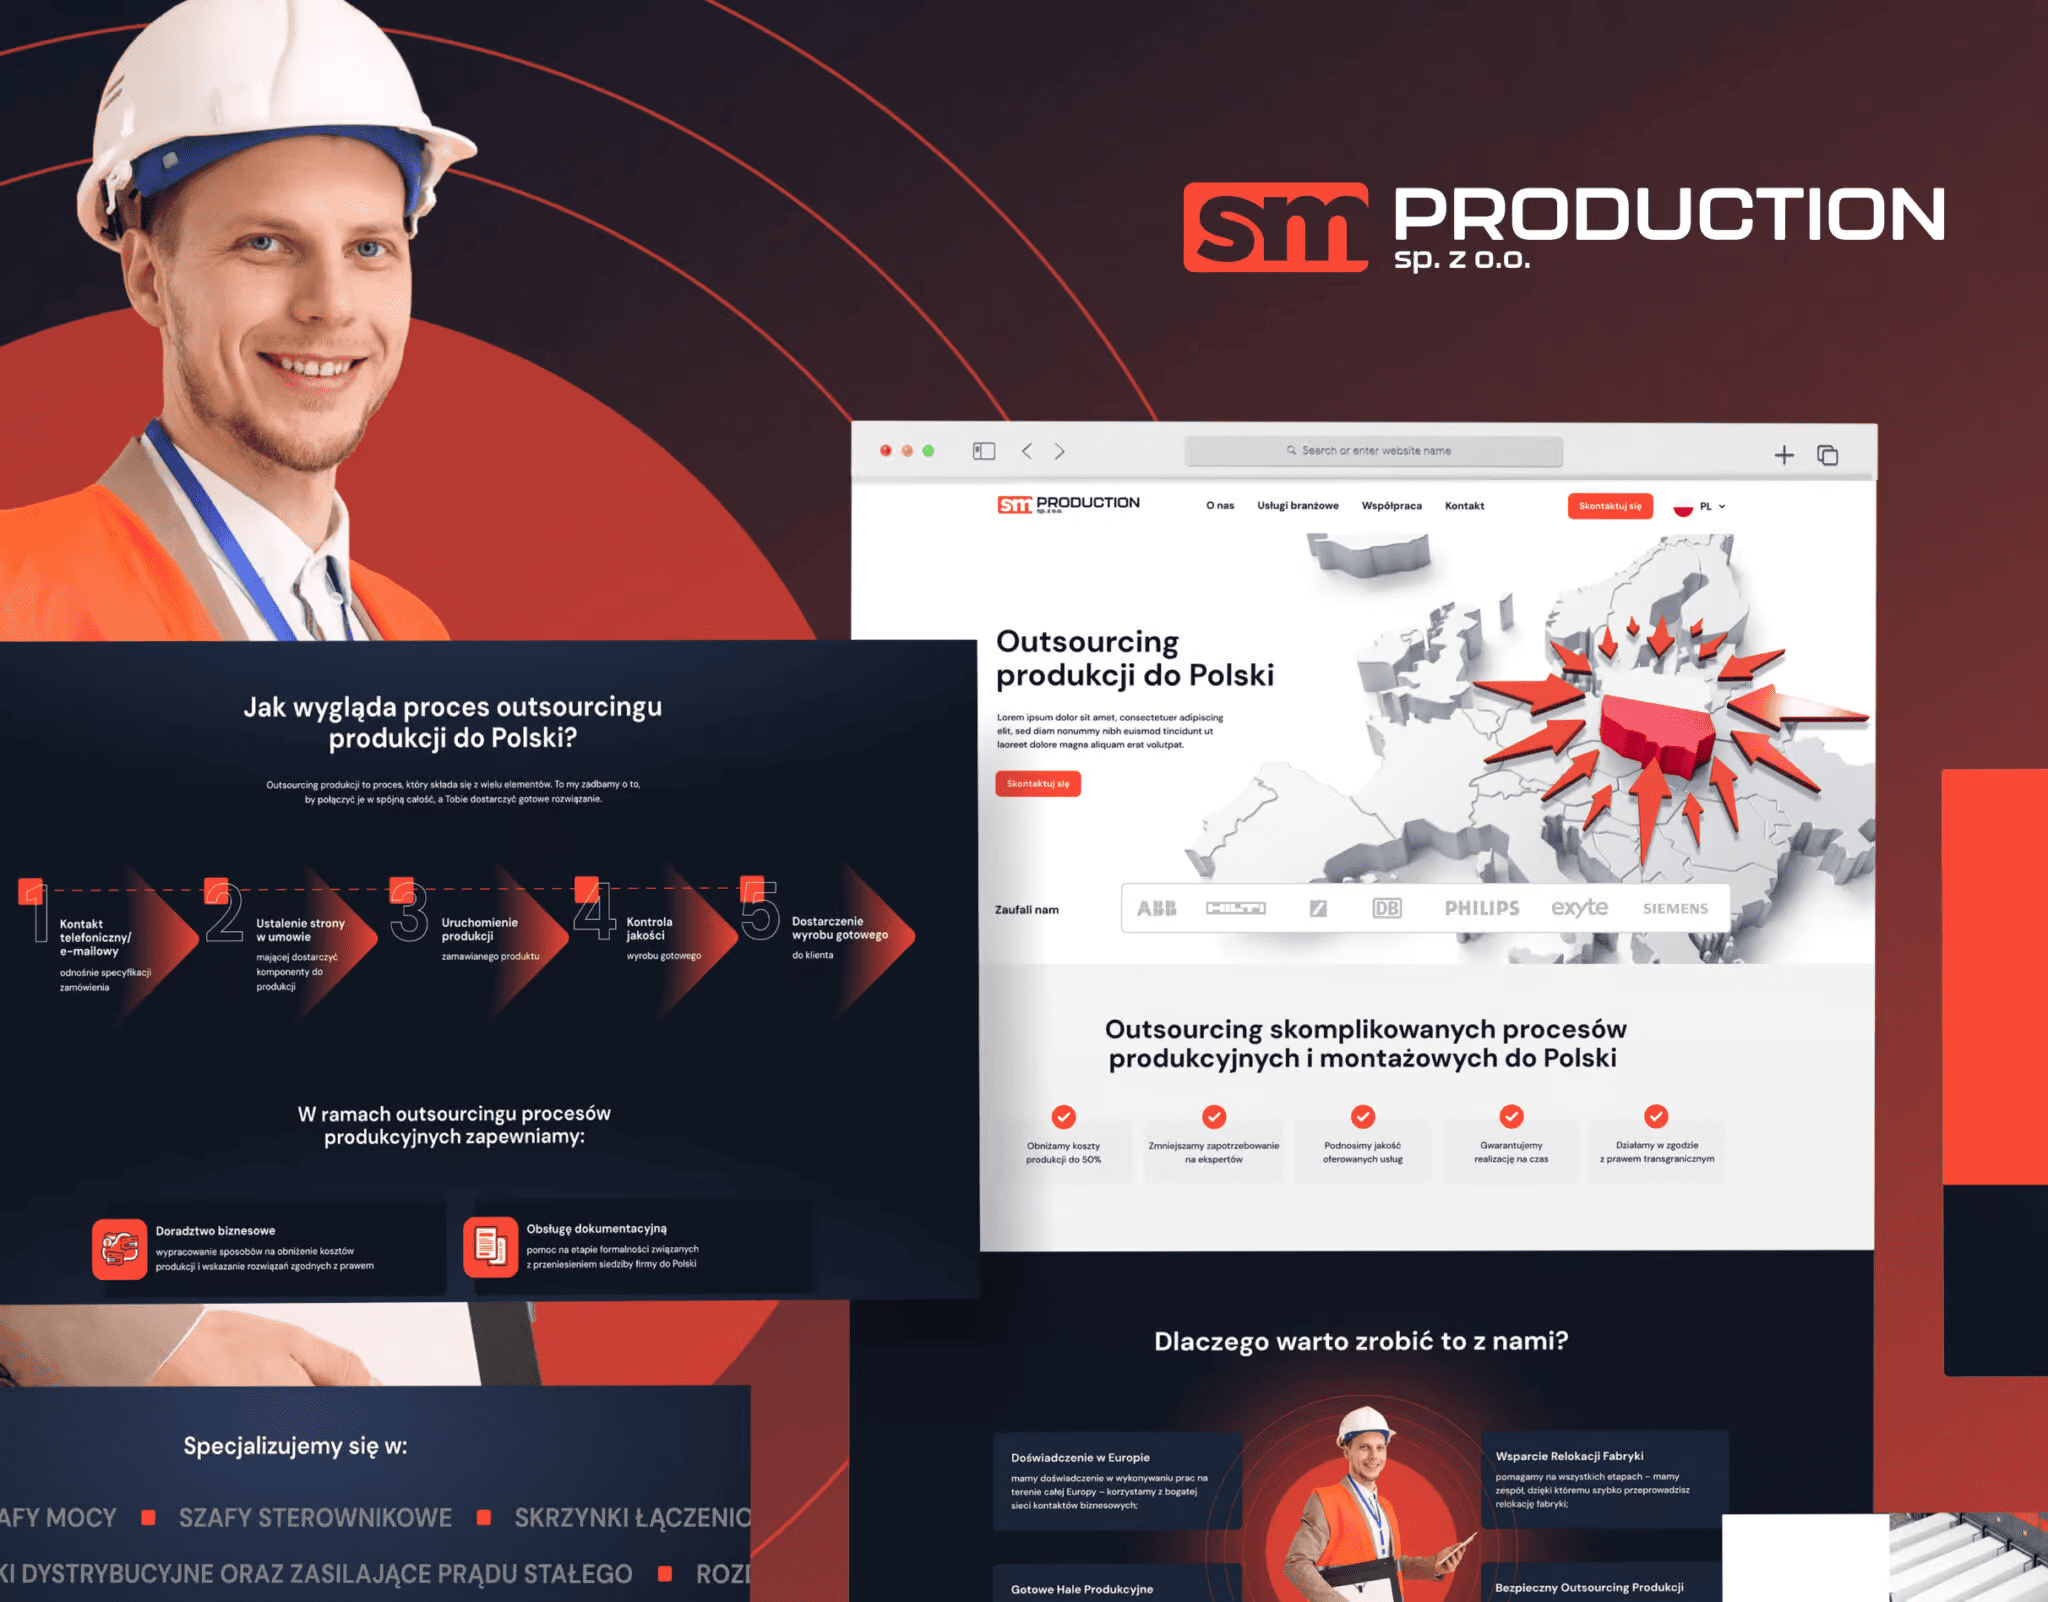 sm PRODUCTION
sp. z o.o.
Search or enter website name
sm PRODUCTION
sp. z o.o.
O nas
Usługi branżowe
Współpraca
Kontakt
Skontaktuj się
PL
Outsourcing
produkcji do Polski
Lorem ipsum dolor sit amet, consectetuer adipiscing
elit, sed diam nonummy nibh euismod tincidunt ut
laoreet dolore magna aliquam erat volutpat.
Skontaktuj się
Zaufali nam
ABB
HILTI
DB
PHILIPS
exyte
SIEMENS
Outsourcing skomplikowanych procesów
produkcyjnych i montażowych do Polski
Obniżamy koszty
produkcji do 50%
Zmniejszamy zapotrzebowanie
na ekspertów
Podnosimy jakość
oferowanych usług
Gwarantujemy
realizację na czas
Działamy w zgodzie
z prawem transgranicznym
Dlaczego warto zrobić to z nami?
Doświadczenie w Europie
mamy doświadczenie w wykonywaniu prac na
terenie całej Europy – korzystamy z bogatej
sieci kontaktów biznesowych;
Wsparcie Relokacji Fabryki
pomagamy na wszystkich etapach – mamy
zespół, dzięki któremu szybko przeprowadzisz
relokację fabryki;
Gotowe Hale Produkcyjne
Bezpieczny Outsourcing Produkcji
Jak wygląda proces outsourcingu
produkcji do Polski?
Outsourcing produkcji to proces, który składa się z wielu elementów. To my zadbamy o to,
by połączyć je w spójną całość, a Tobie dostarczyć gotowe rozwiązanie.
1
Kontakt
telefoniczny/
e-mailowy
odnośnie specyfikacji
zamówienia
2
Ustalenie strony
w umowie
mającej dostarczyć
komponenty do
produkcji
3
Uruchomienie
produkcji
zamawianego produktu
4
Kontrola
jakości
wyrobu gotowego
5
Dostarczenie
wyrobu gotowego
do klienta
W ramach outsourcingu procesów
produkcyjnych zapewniamy:
Doradztwo biznesowe
wypracowanie sposobów na obniżenie kosztów
produkcji i wskazanie rozwiązań zgodnych z prawem
Obsługę dokumentacyjną
pomoc na etapie formalności związanych
z przeniesieniem siedziby firmy do Polski
Specjalizujemy się w:
AFY MOCY SZAFY STEROWNIKOWE SKRZYNKI ŁĄCZENIO
KI DYSTRYBUCYJNE ORAZ ZASILAJĄCE PRĄDU STAŁEGO ROZI